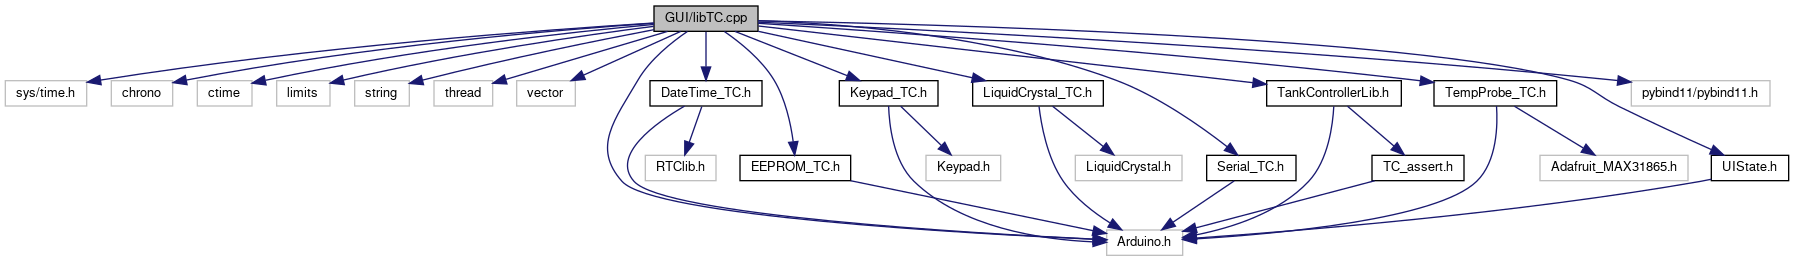 GUI/libTC.cpp
sys/time.h
chrono
ctime
limits
string
thread
vector
DateTime_TC.h
Keypad_TC.h
LiquidCrystal_TC.h
TankControllerLib.h
TempProbe_TC.h
pybind11/pybind11.h
RTClib.h
EEPROM_TC.h
Keypad.h
LiquidCrystal.h
Serial_TC.h
TC_assert.h
Adafruit_MAX31865.h
UIState.h
Arduino.h